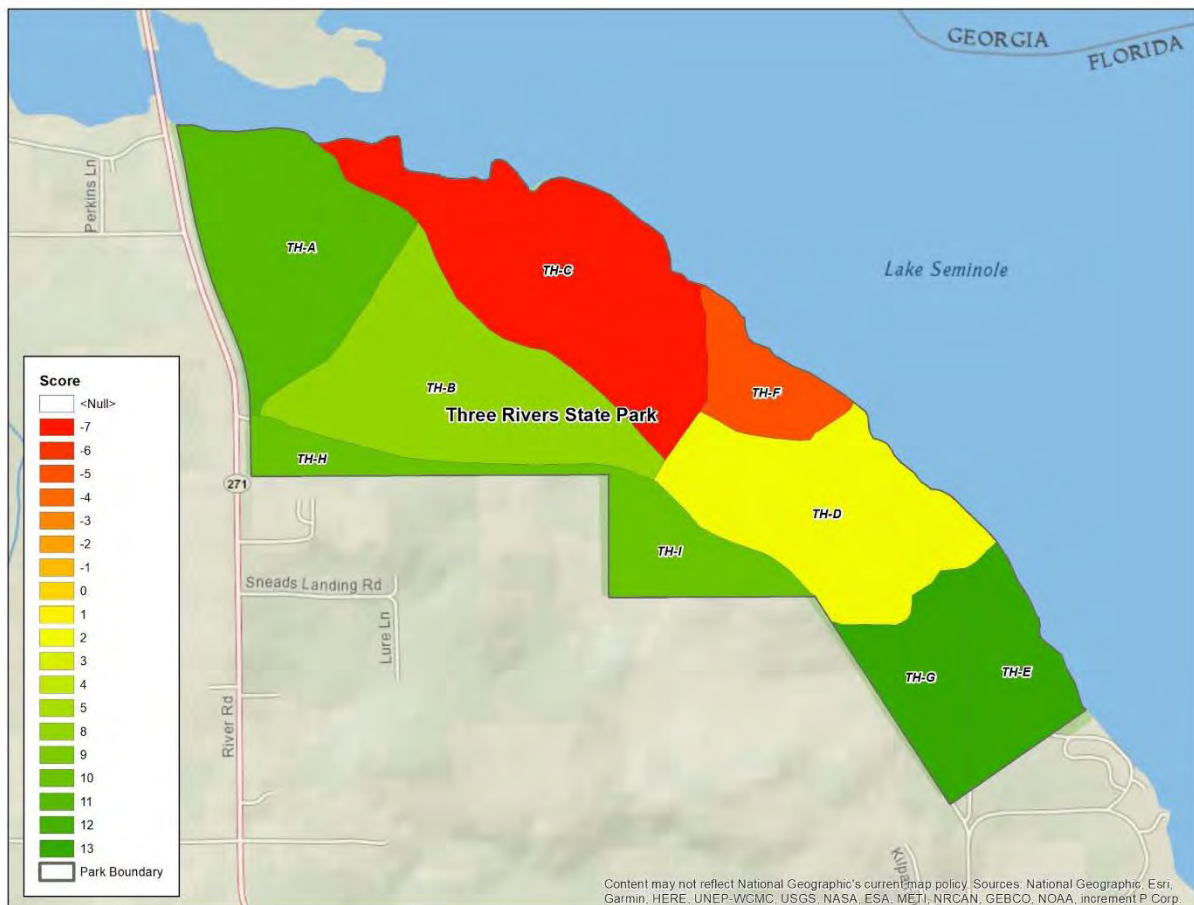 GEORGIA
FLORIDA
Perkins Ln
TH-A
TH-C
Lake Seminole
TH-B
Three Rivers State Park
TH-F
TH-H
271
TH-D
TH-I
Sneads Landing Rd
Lure Ln
River Rd
TH-G
TH-E
Score
<Null>
-7
-6
-5
-4
-3
-2
-1
0
1
2
3
4
5
8
9
10
11
12
13
Park Boundary
Content may not reflect National Geographic's current map policy. Sources: National Geographic, Esri,
Garmin, HERE, UNEP-WCMC, USGS, NASA, ESA, METI, NRCAN, GEBCO, NOAA, increment P Corp.